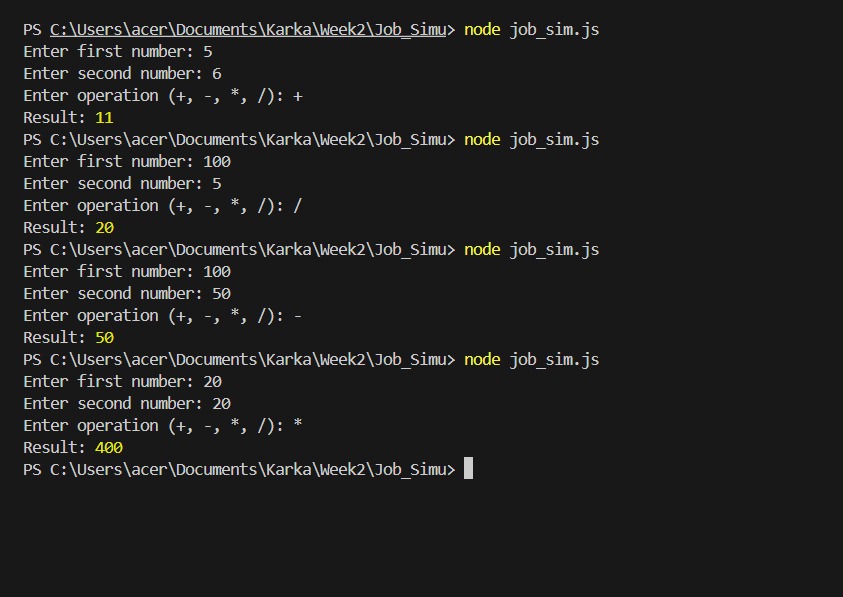 PS C:\Users\acer\Documents\Karka\Week2\Job_Simu> node job_sim.js
Enter first number: 5
Enter second number: 6
Enter operation (+, -, *, /): +
Result: 11
PS C:\Users\acer\Documents\Karka\Week2\Job_Simu> node job_sim.js
Enter first number: 100
Enter second number: 5
Enter operation (+, -, *, /): /
Result: 20
PS C:\Users\acer\Documents\Karka\Week2\Job_Simu> node job_sim.js
Enter first number: 100
Enter second number: 50
Enter operation (+, -, *, /): -
Result: 50
PS C:\Users\acer\Documents\Karka\Week2\Job_Simu> node job_sim.js
Enter first number: 20
Enter second number: 20
Enter operation (+, -, *, /): *
Result: 400
PS C:\Users\acer\Documents\Karka\Week2\Job_Simu>